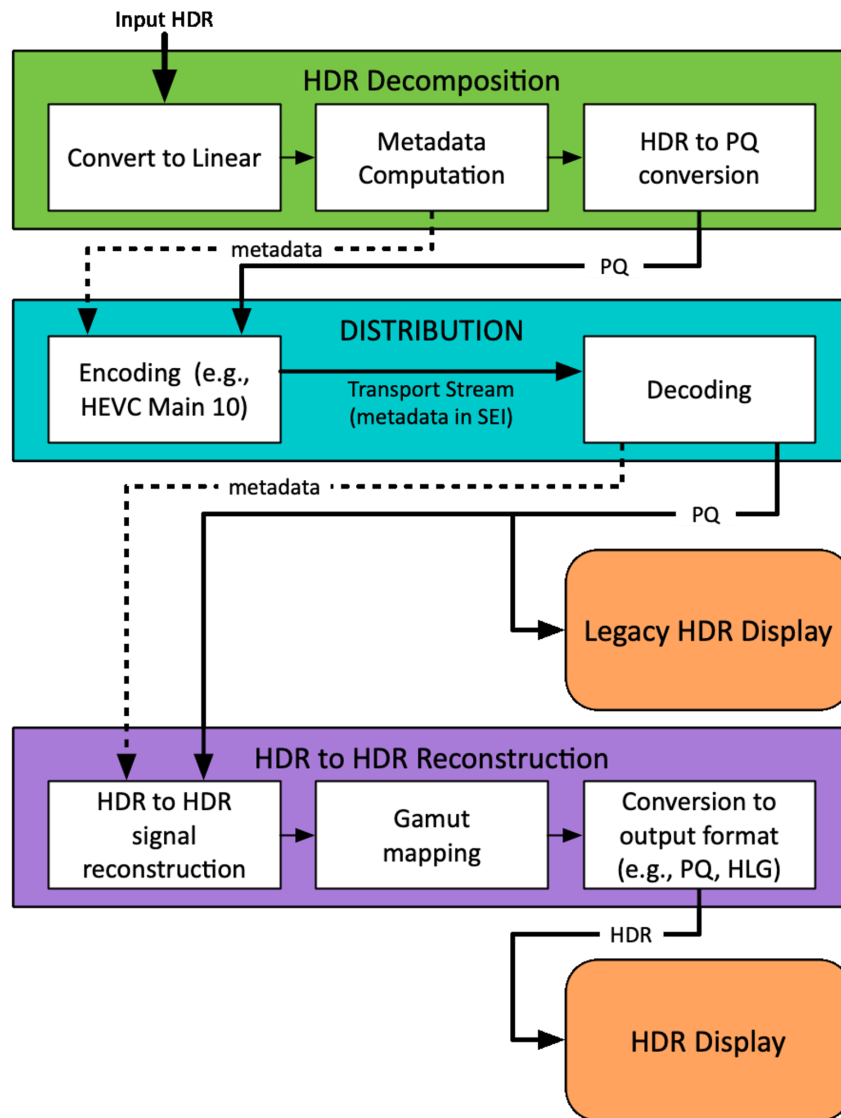 Input HDR
HDR Decomposition
Convert to Linear
Metadata
Computation
HDR to PQ
conversion
metadata
PQ
DISTRIBUTION
Encoding (e.g.,
HEVC Main 10)
Transport Stream
(metadata in SEI)
Decoding
metadata
PQ
Legacy HDR Display
HDR to HDR Reconstruction
HDR to HDR
signal
reconstruction
Gamut
mapping
Conversion to
output format
(e.g., PQ, HLG)
HDR
HDR Display